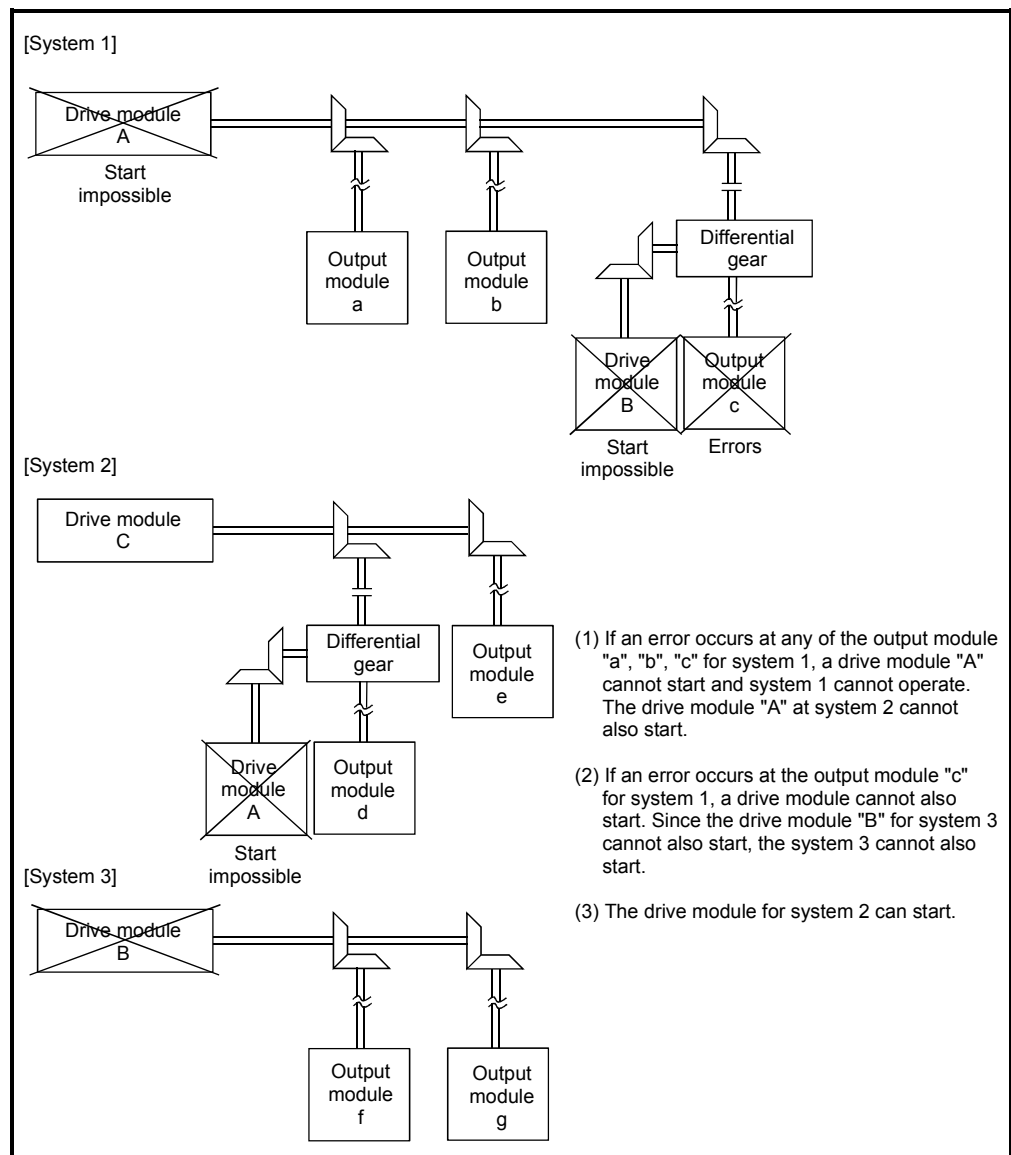 [System 1]
Drive module
A
Start
impossible
Output
module
a
Output
module
b
Differential
gear
Drive
module
B
Output
module
c
Start
impossible
Errors
[System 2]
Drive module
C
Differential
gear
Output
module
e
Drive
module
A
Output
module
d
Start
impossible
(1) If an error occurs at any of the output module
"a", "b", "c" for system 1, a drive module "A"
cannot start and system 1 cannot operate.
The drive module "A" at system 2 cannot
also start.
(2) If an error occurs at the output module "c"
for system 1, a drive module cannot also
start. Since the drive module "B" for system 3
cannot also start, the system 3 cannot also
start.
(3) The drive module for system 2 can start.
[System 3]
Drive module
B
Output
module
f
Output
module
g